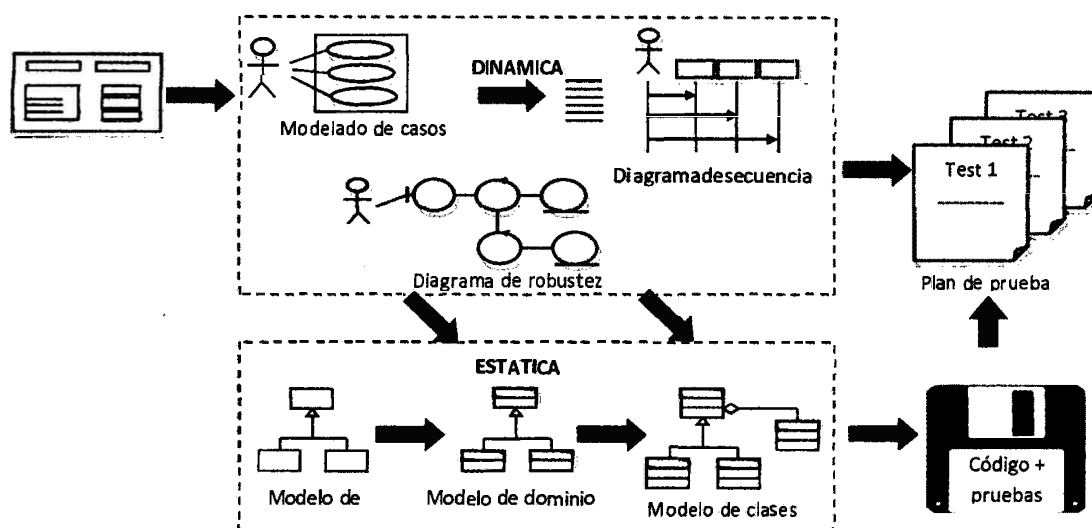 DINAMICA
Modelado de casos
Diagramadesecuencia
Diagrama de robustez
Test 3
Test 2
Test 1
Plan de prueba
ESTATICA
Modelo de
Modelo de dominio
Modelo de clases
Código +
pruebas